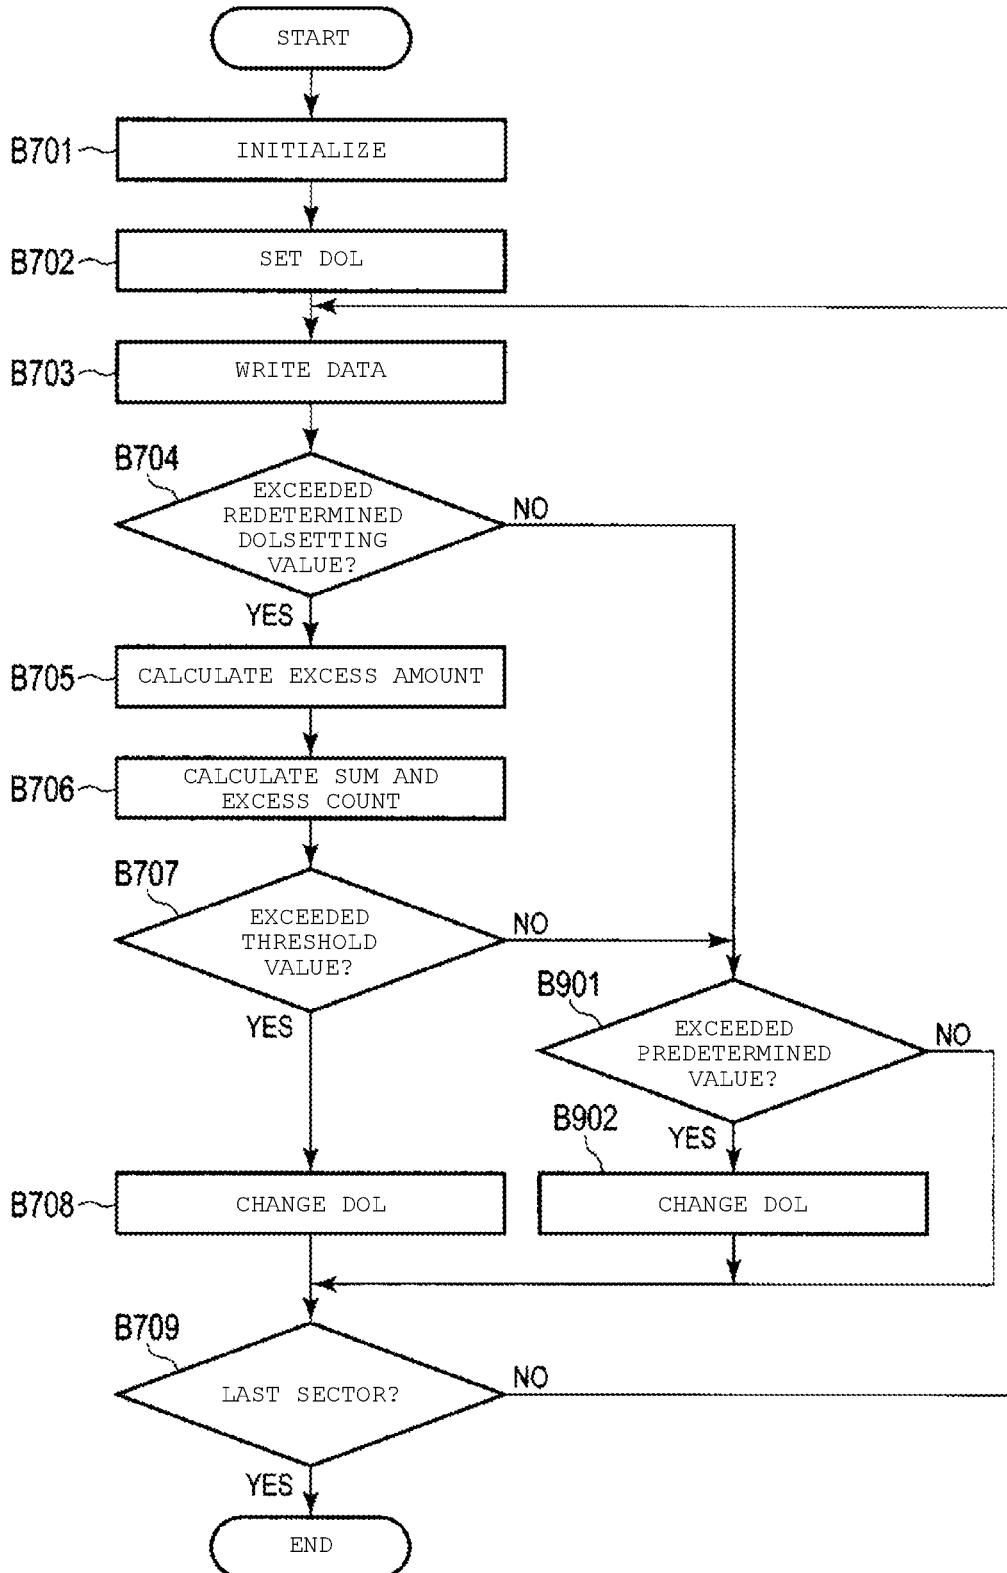 START
B701
INITIALIZE
B702
SET DOL
B703
WRITE DATA
B704
EXCEEDED
REDETERMINED
DOLSETTING
VALUE?
NO
YES
B705
CALCULATE EXCESS AMOUNT
B706
CALCULATE SUM AND
EXCESS COUNT
B707
EXCEEDED
THRESHOLD
VALUE?
NO
YES
B901
EXCEEDED
PREDETERMINED
VALUE?
NO
YES
B902
B708
CHANGE DOL
CHANGE DOL
B709
LAST SECTOR?
NO
YES
END